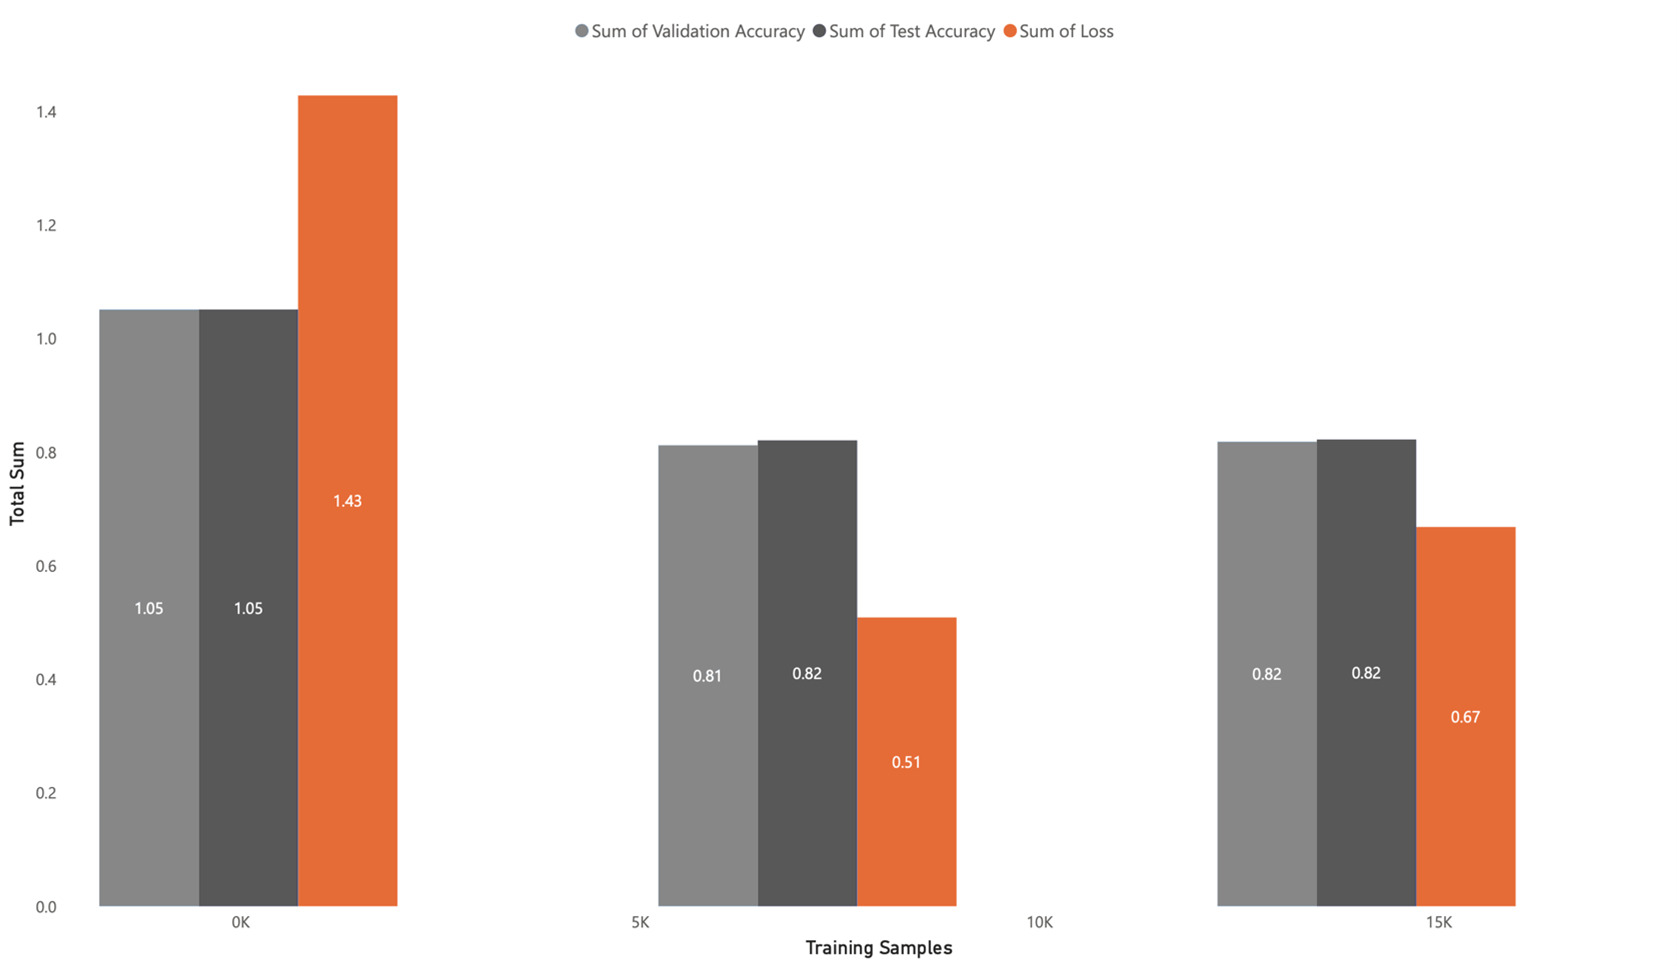 Sum of Validation Accuracy Sum of Test Accuracy Sum of Loss
Total Sum
1.4
1.2
1.0
0.8
0.6
0.4
0.2
0.0
1.05 1.05 1.43
0.81 0.82 0.51
0.82 0.82 0.67
0K 5K 10K 15K
Training Samples